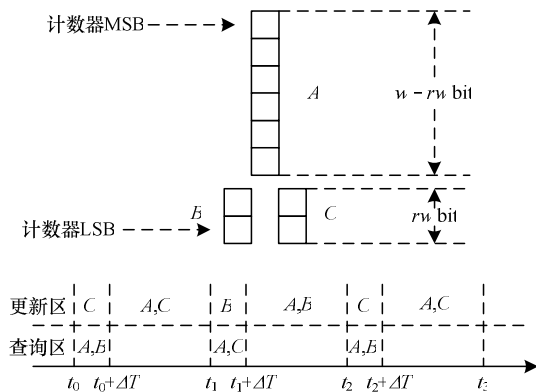 计数器MSB
A
w－rw bit
B
C
rw bit
计数器LSB
更新区 C A,C B A,B C A,C
查询区 A,B A,C A,B
t0 t0+ΔT t1 t1+ΔT t2 t2+ΔT t3